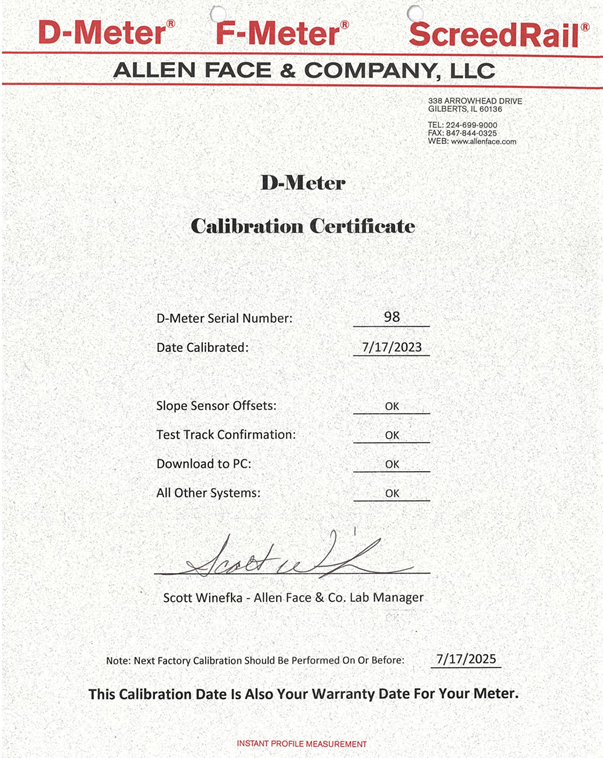 D-Meter® F-Meter® ScreedRail®
ALLEN FACE & COMPANY, LLC
338 ARROWHEAD DRIVE
GILBERTS, IL 60136
TEL: 224-699-9000
FAX: 847-844-0325
WEB: www.allenface.com
D-Meter
Calibration Certificate
D-Meter Serial Number: 98
Date Calibrated: 7/17/2023
Slope Sensor Offsets: OK
Test Track Confirmation: OK
Download to PC: OK
All Other Systems: OK
Scott Winefka - Allen Face & Co. Lab Manager
Note: Next Factory Calibration Should Be Performed On Or Before: 7/17/2025
This Calibration Date Is Also Your Warranty Date For Your Meter.
INSTANT PROFILE MEASUREMENT